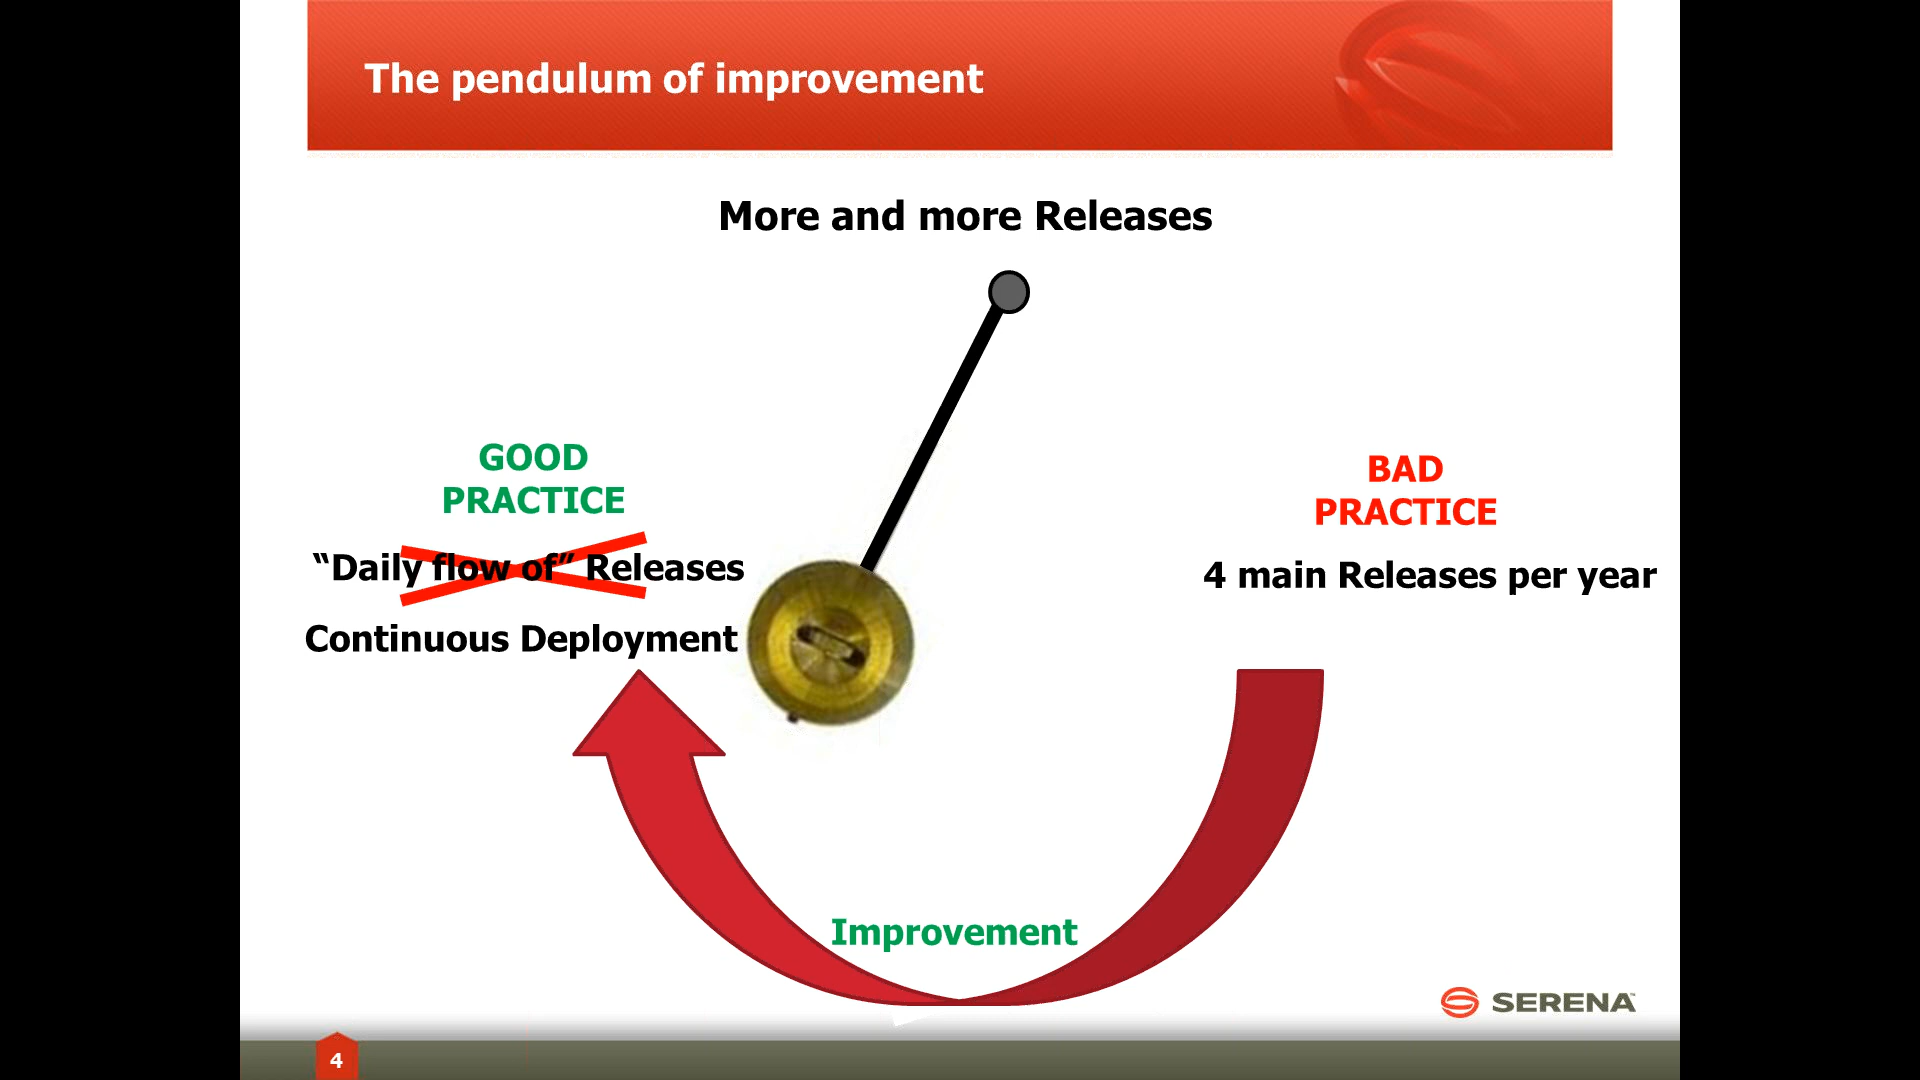 The pendulum of improvement
More and more Releases
GOOD
PRACTICE
“Daily flow of” Releases
Continuous Deployment
BAD
PRACTICE
4 main Releases per year
Improvement
SERENA™
4